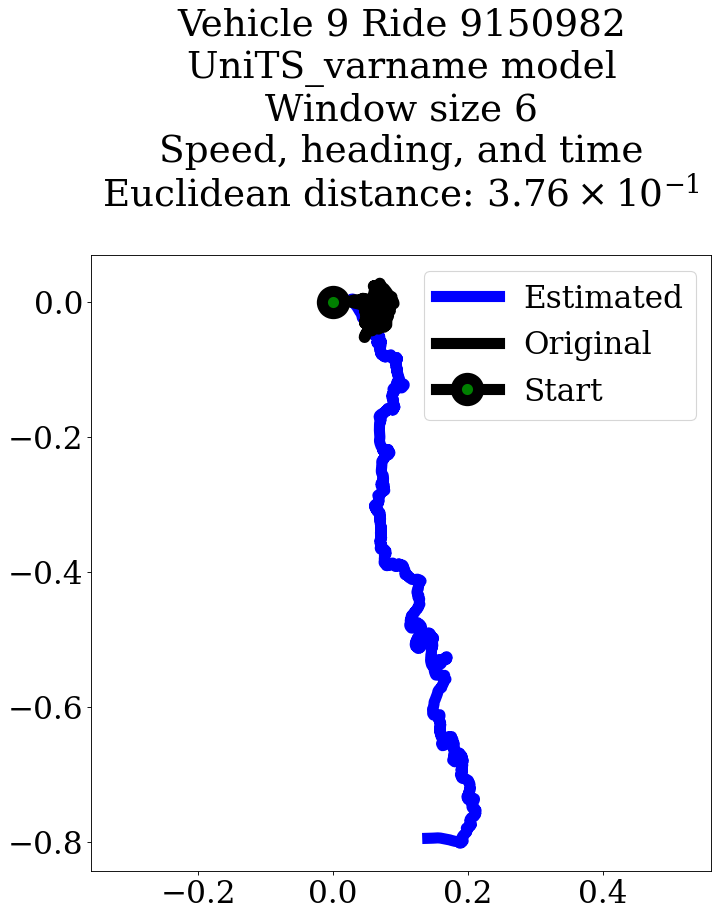 Vehicle 9 Ride 9150982
UniTS_varname model
Window size 6
Speed, heading, and time
Euclidean distance: $3.76 × 10^{-1}$
Estimated
Original
Start
0.0
−0.2
−0.4
−0.6
−0.8
−0.2 0.0 0.2 0.4